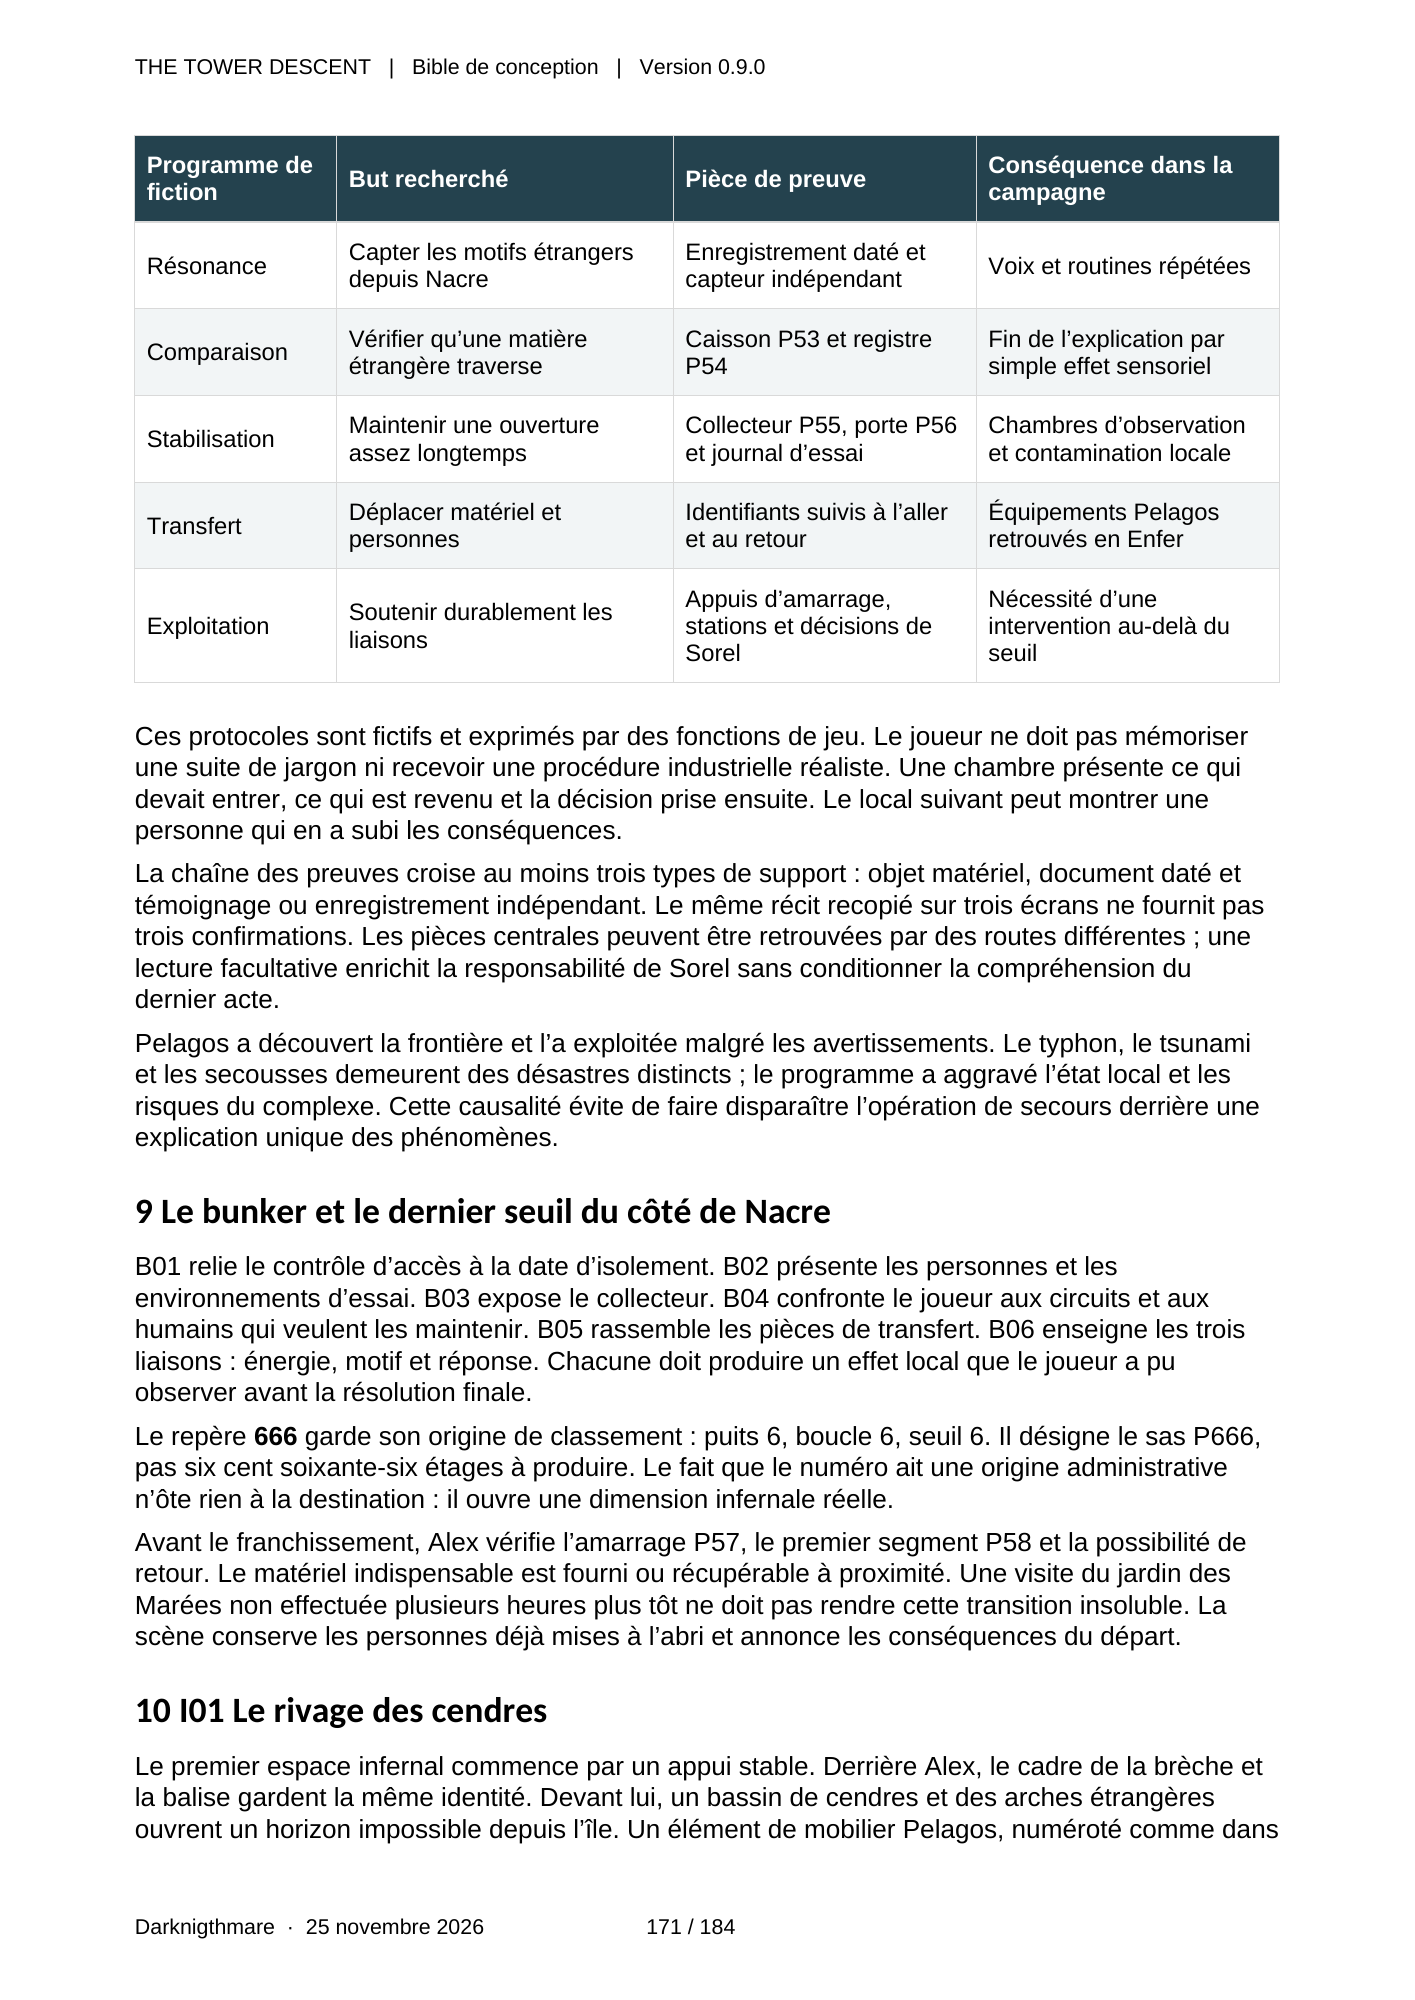 THE TOWER DESCENT | Bible de conception | Version 0.9.0
Programme de fiction
But recherché
Pièce de preuve
Conséquence dans la campagne
Résonance
Capter les motifs étrangers depuis Nacre
Enregistrement daté et capteur indépendant
Voix et routines répétées
Comparaison
Vérifier qu’une matière étrangère traverse
Caisson P53 et registre P54
Fin de l’explication par simple effet sensoriel
Stabilisation
Maintenir une ouverture assez longtemps
Collecteur P55, porte P56 et journal d’essai
Chambres d’observation et contamination locale
Transfert
Déplacer matériel et personnes
Identifiants suivis à l’aller et au retour
Équipements Pelagos retrouvés en Enfer
Exploitation
Soutenir durablement les liaisons
Appuis d’amarrage, stations et décisions de Sorel
Nécessité d’une intervention au-delà du seuil
Ces protocoles sont fictifs et exprimés par des fonctions de jeu. Le joueur ne doit pas mémoriser
une suite de jargon ni recevoir une procédure industrielle réaliste. Une chambre présente ce qui
devait entrer, ce qui est revenu et la décision prise ensuite. Le local suivant peut montrer une
personne qui en a subi les conséquences.
La chaîne des preuves croise au moins trois types de support : objet matériel, document daté et
témoignage ou enregistrement indépendant. Le même récit recopié sur trois écrans ne fournit pas
trois confirmations. Les pièces centrales peuvent être retrouvées par des routes différentes ; une
lecture facultative enrichit la responsabilité de Sorel sans conditionner la compréhension du
dernier acte.
Pelagos a découvert la frontière et l’a exploitée malgré les avertissements. Le typhon, le tsunami
et les secousses demeurent des désastres distincts ; le programme a aggravé l’état local et les
risques du complexe. Cette causalité évite de faire disparaître l’opération de secours derrière une
explication unique des phénomènes.
9 Le bunker et le dernier seuil du côté de Nacre
B01 relie le contrôle d’accès à la date d’isolement. B02 présente les personnes et les
environnements d’essai. B03 expose le collecteur. B04 confronte le joueur aux circuits et aux
humains qui veulent les maintenir. B05 rassemble les pièces de transfert. B06 enseigne les trois
liaisons : énergie, motif et réponse. Chacune doit produire un effet local que le joueur a pu
observer avant la résolution finale.
Le repère 666 garde son origine de classement : puits 6, boucle 6, seuil 6. Il désigne le sas P666,
pas six cent soixante-six étages à produire. Le fait que le numéro ait une origine administrative
n’ôte rien à la destination : il ouvre une dimension infernale réelle.
Avant le franchissement, Alex vérifie l’amarrage P57, le premier segment P58 et la possibilité de
retour. Le matériel indispensable est fourni ou récupérable à proximité. Une visite du jardin des
Marées non effectuée plusieurs heures plus tôt ne doit pas rendre cette transition insoluble. La
scène conserve les personnes déjà mises à l’abri et annonce les conséquences du départ.
10 I01 Le rivage des cendres
Le premier espace infernal commence par un appui stable. Derrière Alex, le cadre de la brèche et
la balise gardent la même identité. Devant lui, un bassin de cendres et des arches étrangères
ouvrent un horizon impossible depuis l’île. Un élément de mobilier Pelagos, numéroté comme dans
Darknigthmare · 25 novembre 2026
171 / 184